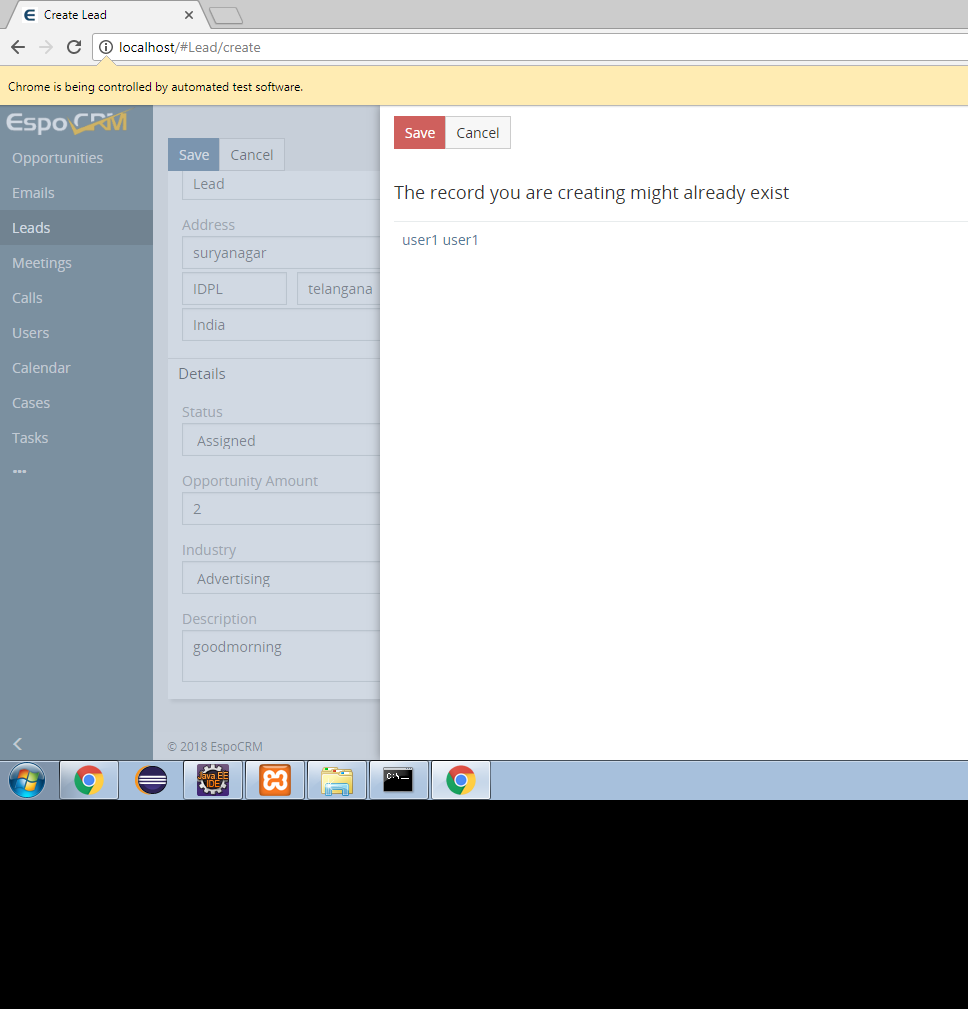 Create Lead
localhost/#Lead/create
Chrome is being controlled by automated test software.
EspoCRM
Opportunities
Emails
Leads
Meetings
Calls
Users
Calendar
Cases
Tasks
Save Cancel
Lead
Address
suryanagar
IDPL telangana
India
Details
Status
Assigned
Opportunity Amount
2
Industry
Advertising
Description
goodmorning
© 2018 EspoCRM
Save Cancel
The record you are creating might already exist
user1 user1
Java EE
IDE
C:\